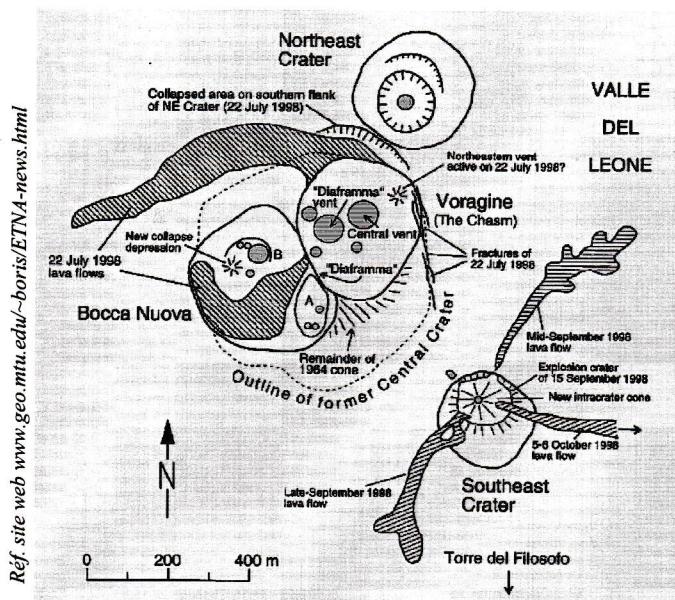 Northeast
Crater
Collapsed area on southern flank
of NE Crater (22 July 1998)
VALLE
DEL
LEONE
Northeastern vent
active on 22 July 1998?
"Diaframma"
vent
Voragine
(The Chasm)
Central vent
New collapse
depression
B
Fractures of
22 July 1998
22 July 1998
lava flows
"Diaframma"
A
Bocca Nuova
Mid-September 1998
lava flow
Remainder of
1964 cone
Outline of former Central Crater
Explosion crater
of 15 September 1998
New intracrater cone
N
5-6 October 1998
lava flow
Late-September 1998
lava flow
Southeast
Crater
0 200 400 m
Torre del Filosofo
Réf. site web www.geo.mtu.edu/~boris/ETNA-news.html